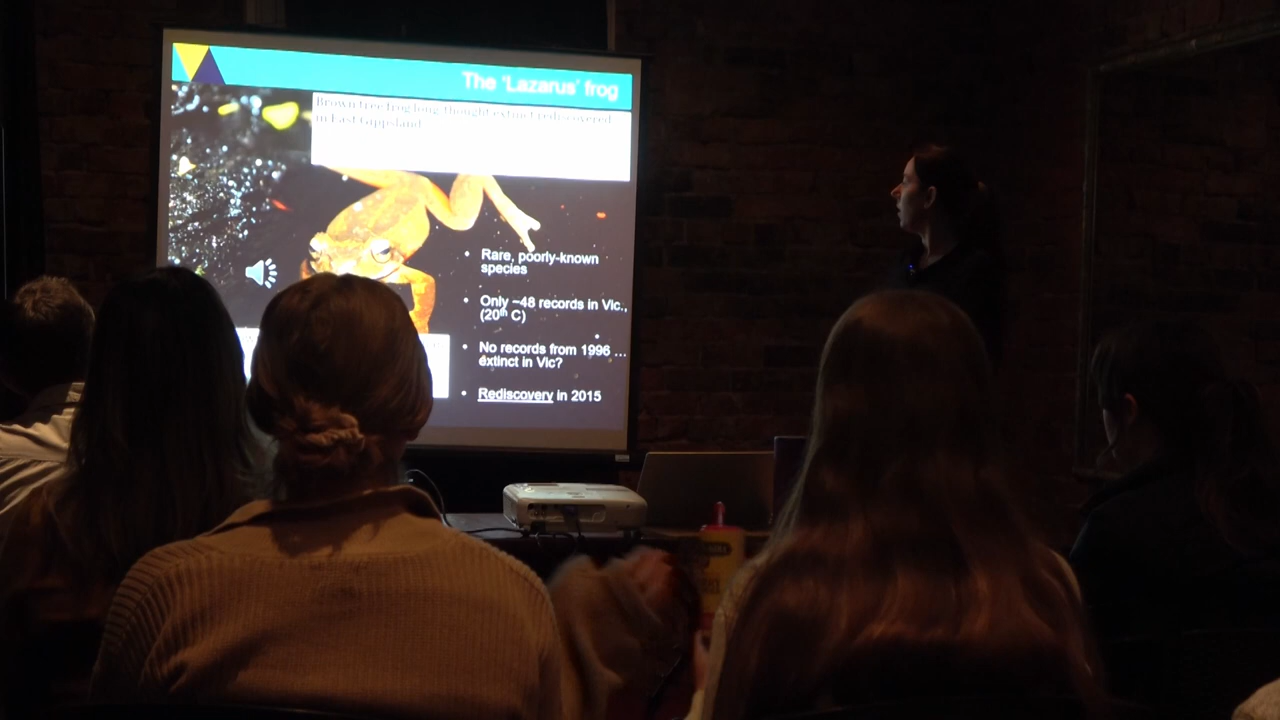 The 'Lazarus' frog
Brown tree frog long-thought extinct rediscovered
in East Gippsland
• Rare, poorly-known
species
• Only ~48 records in Vic.,
(20th C)
• No records from 1996 ...
extinct in Vic?
• Rediscovery in 2015